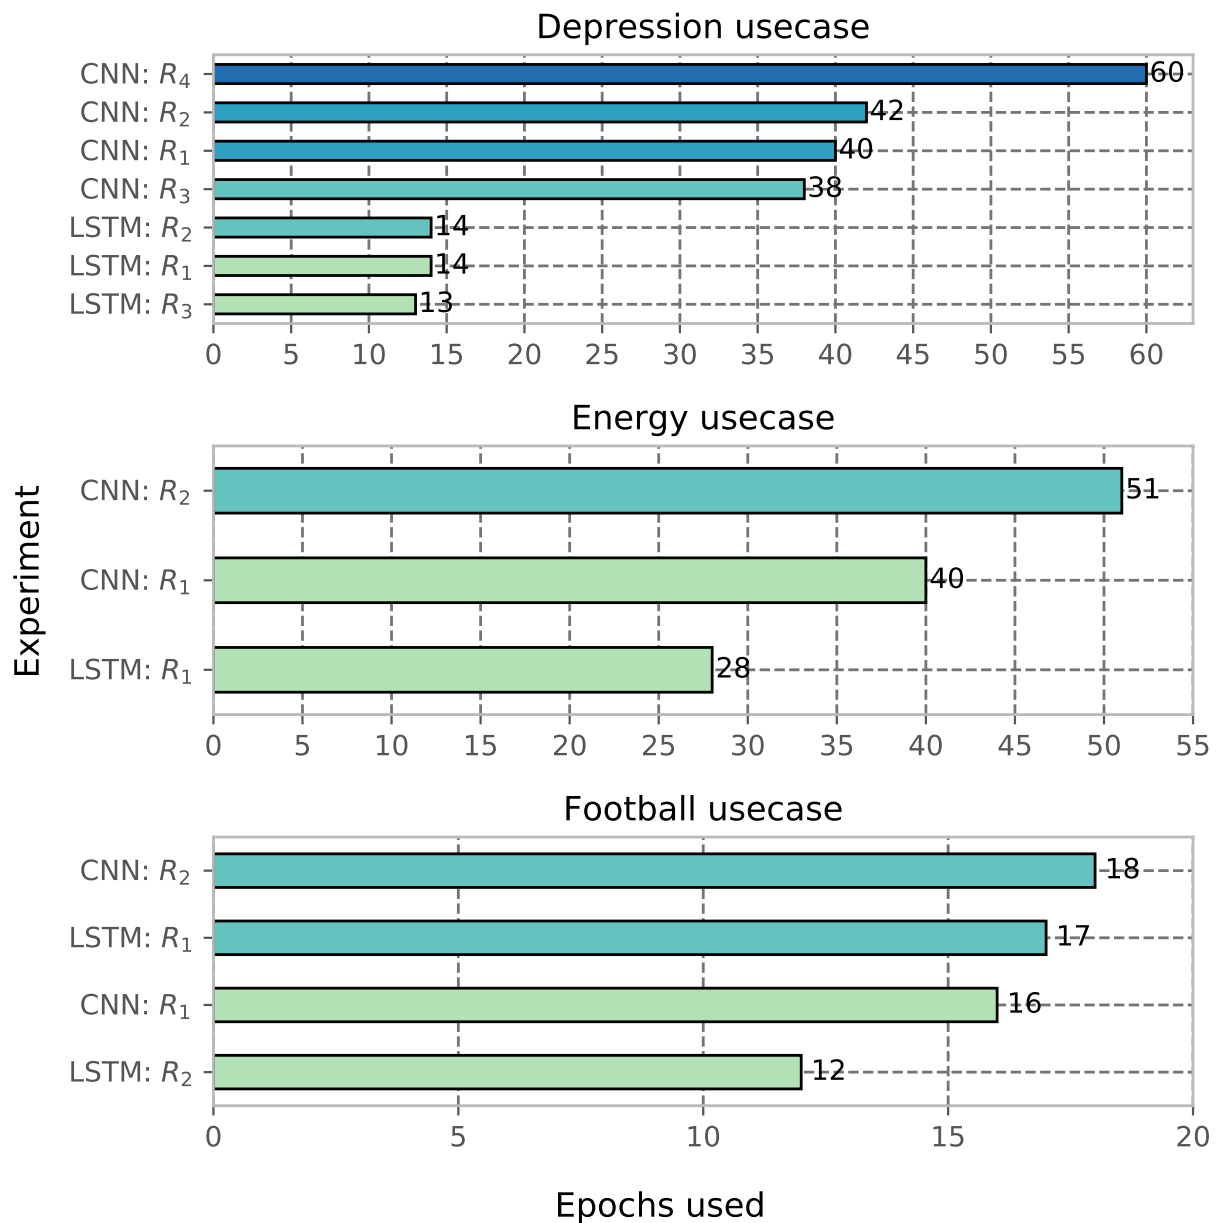 Depression usecase
CNN: R4 60
CNN: R2 42
CNN: R1 40
CNN: R3 38
LSTM: R2 14
LSTM: R1 14
LSTM: R3 13
0 5 10 15 20 25 30 35 40 45 50 55 60
Energy usecase
Experiment
CNN: R2 51
CNN: R1 40
LSTM: R1 28
0 5 10 15 20 25 30 35 40 45 50 55
Football usecase
CNN: R2 18
LSTM: R1 17
CNN: R1 16
LSTM: R2 12
0 5 10 15 20
Epochs used